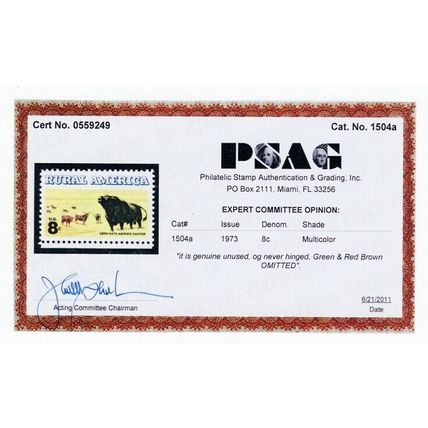 Cert No. 0559249
Cat. No. 1504a
PSAG
Philatelic Stamp Authentication & Grading, Inc.
PO Box 2111, Miami, FL 33256
RURAL AMERICA
U.S.
8c
EXPERT COMMITTEE OPINION:
Cat# Issue Denom. Shade
1504a 1973 8c Multicolor
"it is genuine unused, og never hinged, Green & Red Brown
OMITTED".
Acting Committee Chairman
6/21/2011
Date